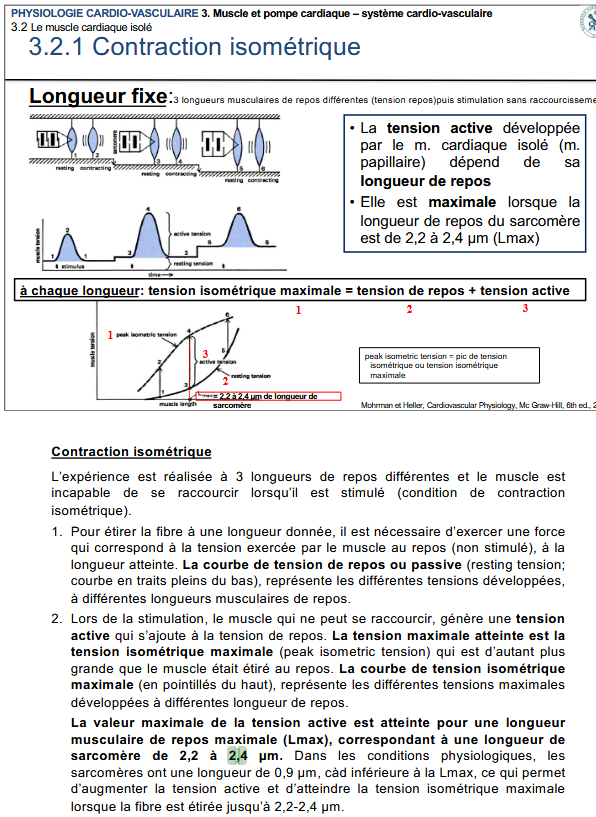 PHYSIOLOGIE CARDIO-VASCULAIRE 3. Muscle et pompe cardiaque – système cardio-vasculaire
3.2 Le muscle cardiaque isolé
3.2.1 Contraction isométrique
Longueur fixe:3 longueurs musculaires de repos différentes (tension repos)puis stimulation sans raccourcisseme
1 2 3 4 5 6
resting contracting
resting contracting
resting contracting
• La tension active développée
par le m. cardiaque isolé (m.
papillaire) dépend de sa
longueur de repos
• Elle est maximale lorsque la
longueur de repos du sarcomère
est de 2,2 à 2,4 µm (Lmax)
muscle tension
1 2 1 3 4 5 6 5
active tension
resting tension
stimulus
time
à chaque longueur: tension isométrique maximale = tension de repos + tension active
1 2 3
muscle tension
1 peak isometric tension
2 4 6
3 active tension
5
resting tension
2
1 3
= 2,2 à 2,4 µm de longueur de
sarcomère
muscle length
peak isometric tension = pic de tension
isométrique ou tension isométrique
maximale
Mohrman et Heller, Cardiovascular Physiology, Mc Graw-Hill, 6th ed., 2
Contraction isométrique
L’expérience est réalisée à 3 longueurs de repos différentes et le muscle est
incapable de se raccourcir lorsqu’il est stimulé (condition de contraction
isométrique).
1. Pour étirer la fibre à une longueur donnée, il est nécessaire d’exercer une force
qui correspond à la tension exercée par le muscle au repos (non stimulé), à la
longueur atteinte. La courbe de tension de repos ou passive (resting tension;
courbe en traits pleins du bas), représente les différentes tensions développées,
à différentes longueurs musculaires de repos.
2. Lors de la stimulation, le muscle qui ne peut se raccourcir, génère une tension
active qui s’ajoute à la tension de repos. La tension maximale atteinte est la
tension isométrique maximale (peak isometric tension) qui est d’autant plus
grande que le muscle était étiré au repos. La courbe de tension isométrique
maximale (en pointillés du haut), représente les différentes tensions maximales
développées à différentes longueurs de repos.
La valeur maximale de la tension active est atteinte pour une longueur
musculaire de repos maximale (Lmax), correspondant à une longueur de
sarcomère de 2,2 à 2,4 µm. Dans les conditions physiologiques, les
sarcomères ont une longueur de 0,9 µm, càd inférieure à la Lmax, ce qui permet
d’augmenter la tension active et d’atteindre la tension isométrique maximale
lorsque la fibre est étirée jusqu’à 2,2-2,4 µm.